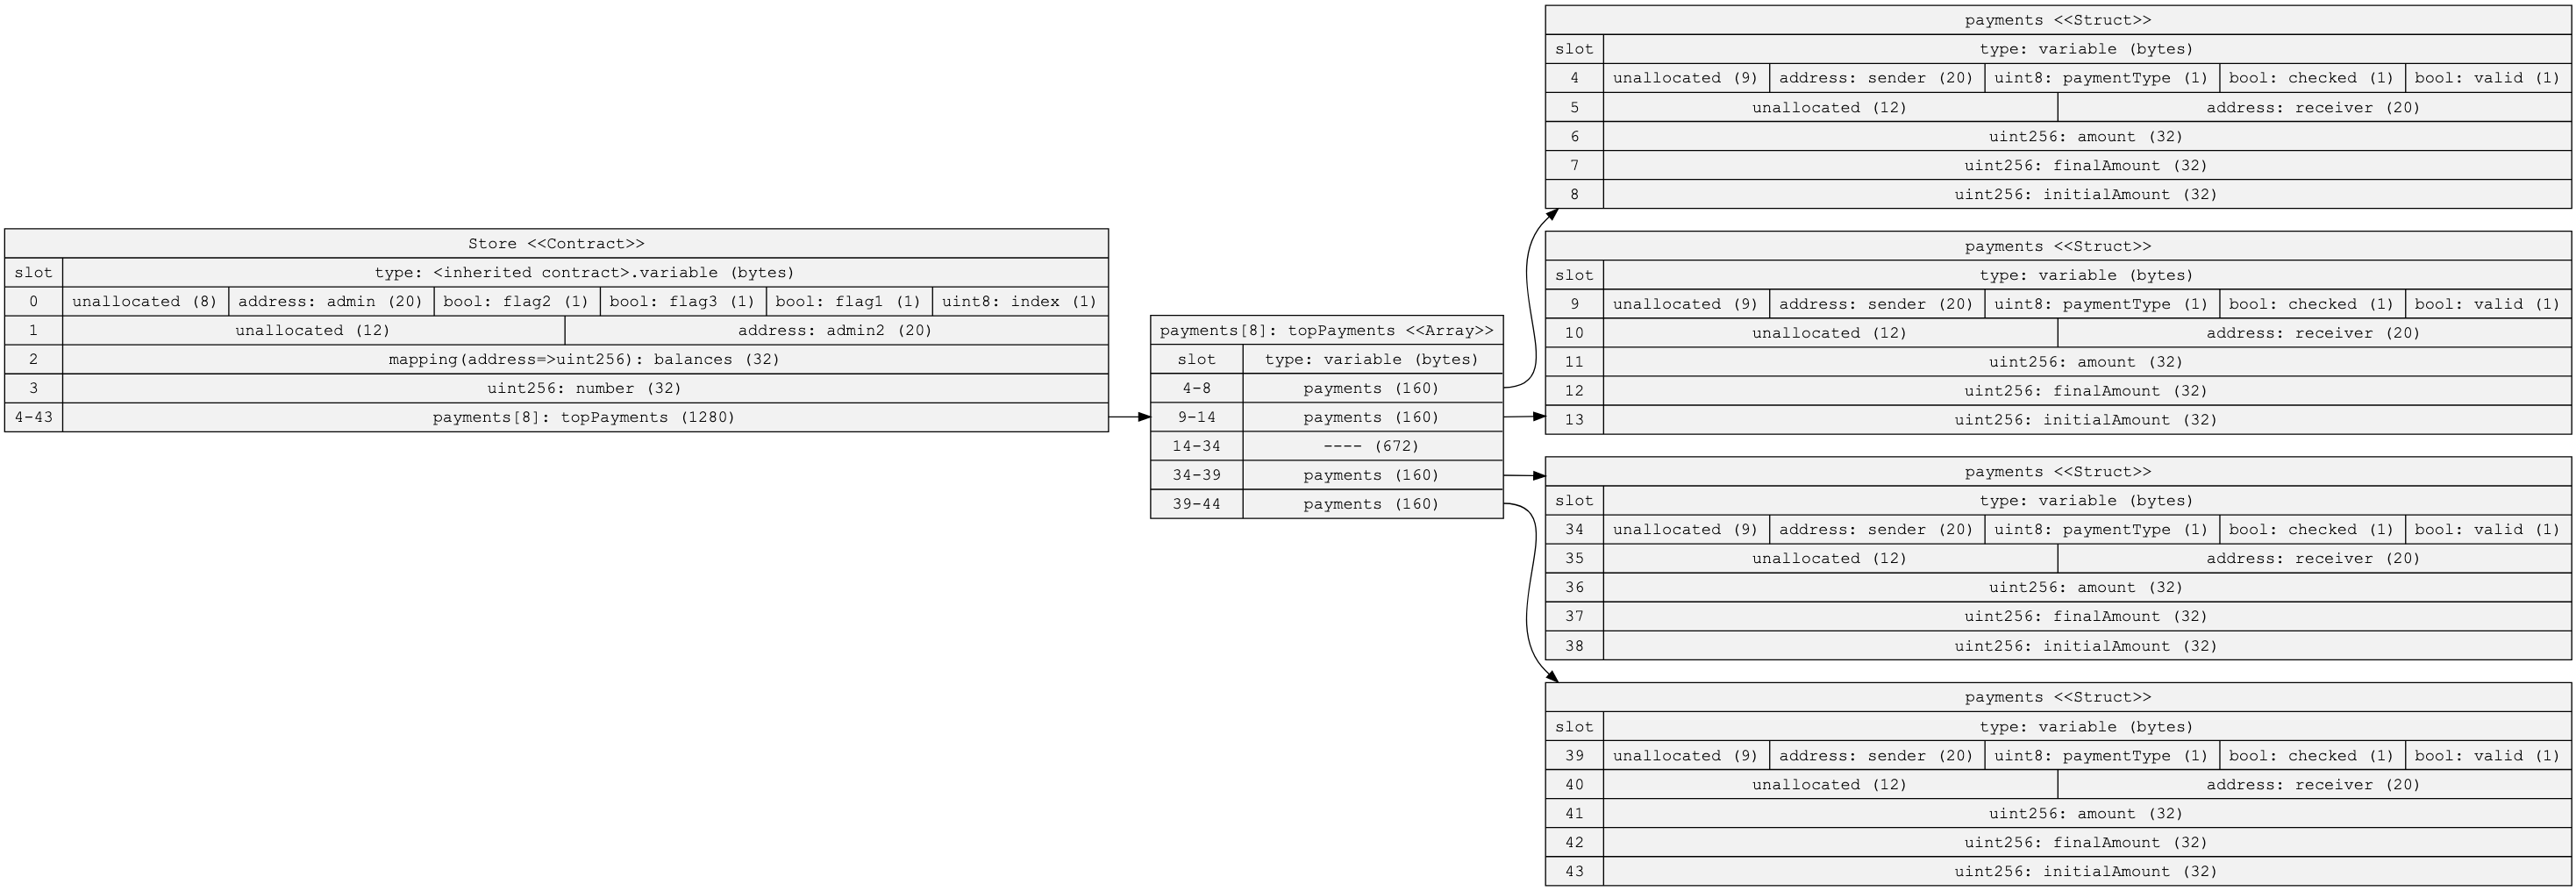 Store <<Contract>>
slot type: <inherited contract>.variable (bytes)
0 unallocated (8) address: admin (20) bool: flag2 (1) bool: flag3 (1) bool: flag1 (1) uint8: index (1)
1 unallocated (12) address: admin2 (20)
2 mapping(address=>uint256): balances (32)
3 uint256: number (32)
4-43 payments[8]: topPayments (1280)
payments[8]: topPayments <<Array>>
slot type: variable (bytes)
4-8 payments (160)
9-14 payments (160)
14-34 ---- (672)
34-39 payments (160)
39-44 payments (160)
payments <<Struct>>
slot type: variable (bytes)
4 unallocated (9) address: sender (20) uint8: paymentType (1) bool: checked (1) bool: valid (1)
5 unallocated (12) address: receiver (20)
6 uint256: amount (32)
7 uint256: finalAmount (32)
8 uint256: initialAmount (32)
payments <<Struct>>
slot type: variable (bytes)
9 unallocated (9) address: sender (20) uint8: paymentType (1) bool: checked (1) bool: valid (1)
10 unallocated (12) address: receiver (20)
11 uint256: amount (32)
12 uint256: finalAmount (32)
13 uint256: initialAmount (32)
payments <<Struct>>
slot type: variable (bytes)
34 unallocated (9) address: sender (20) uint8: paymentType (1) bool: checked (1) bool: valid (1)
35 unallocated (12) address: receiver (20)
36 uint256: amount (32)
37 uint256: finalAmount (32)
38 uint256: initialAmount (32)
payments <<Struct>>
slot type: variable (bytes)
39 unallocated (9) address: sender (20) uint8: paymentType (1) bool: checked (1) bool: valid (1)
40 unallocated (12) address: receiver (20)
41 uint256: amount (32)
42 uint256: finalAmount (32)
43 uint256: initialAmount (32)